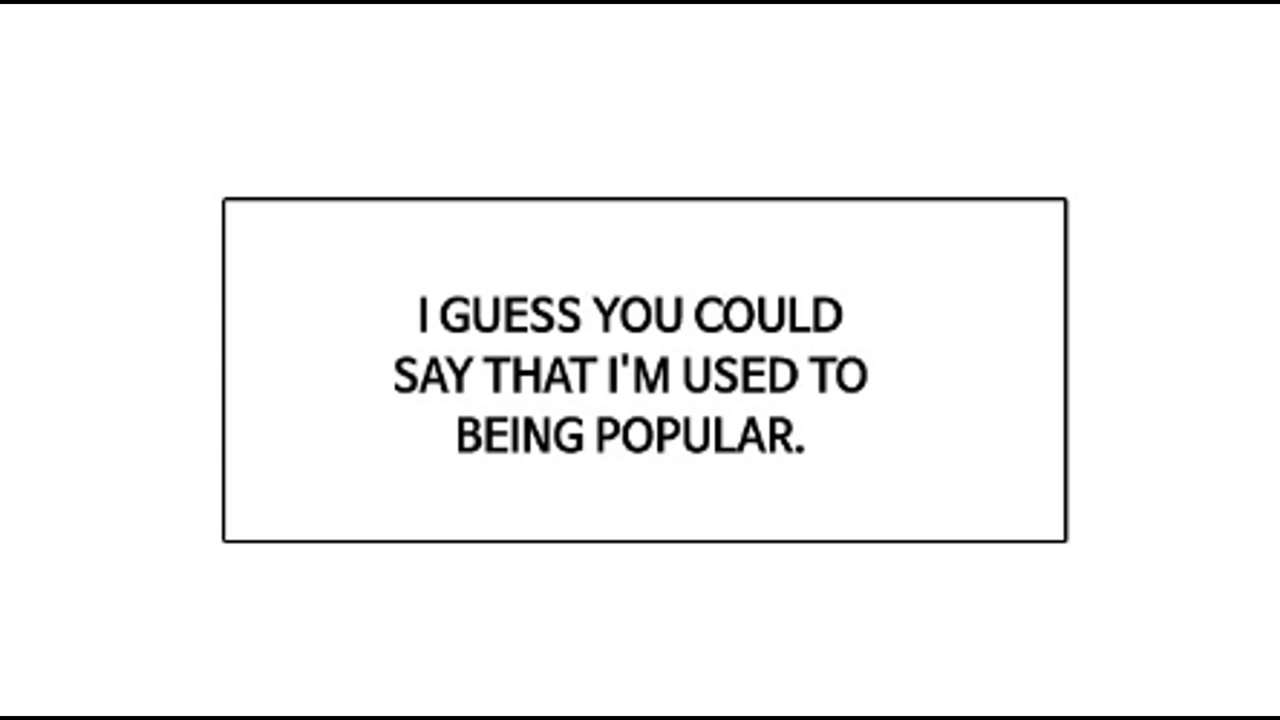 I GUESS YOU COULD
SAY THAT I'M USED TO
BEING POPULAR.